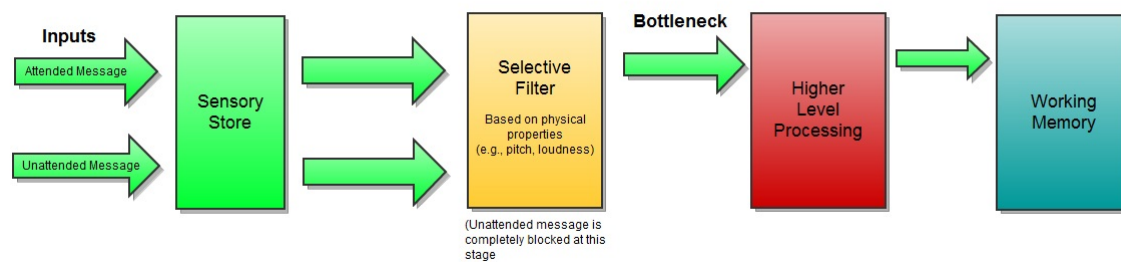 Inputs
Attended Message
Unattended Message
Sensory
Store
Selective
Filter
Based on physical
properties
(e.g., pitch, loudness)
(Unattended message is
completely blocked at this
stage
Bottleneck
Higher
Level
Processing
Working
Memory